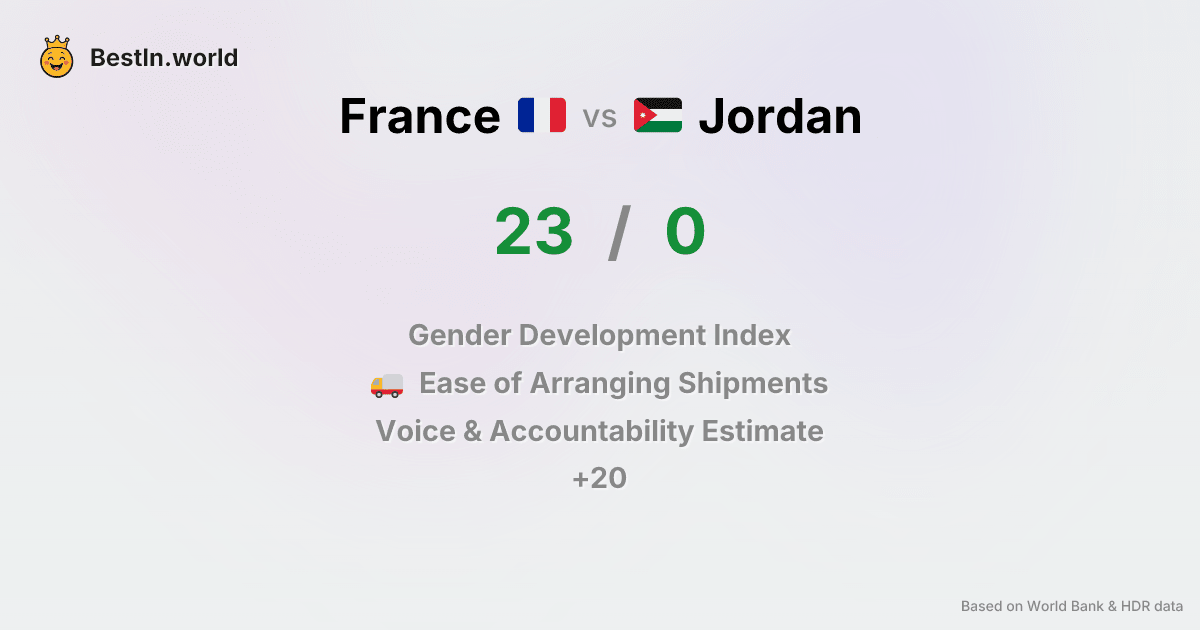 BestIn.world
France vs Jordan
23 / 0
Gender Development Index
Ease of Arranging Shipments
Voice & Accountability Estimate
+20
Based on World Bank & HDR data